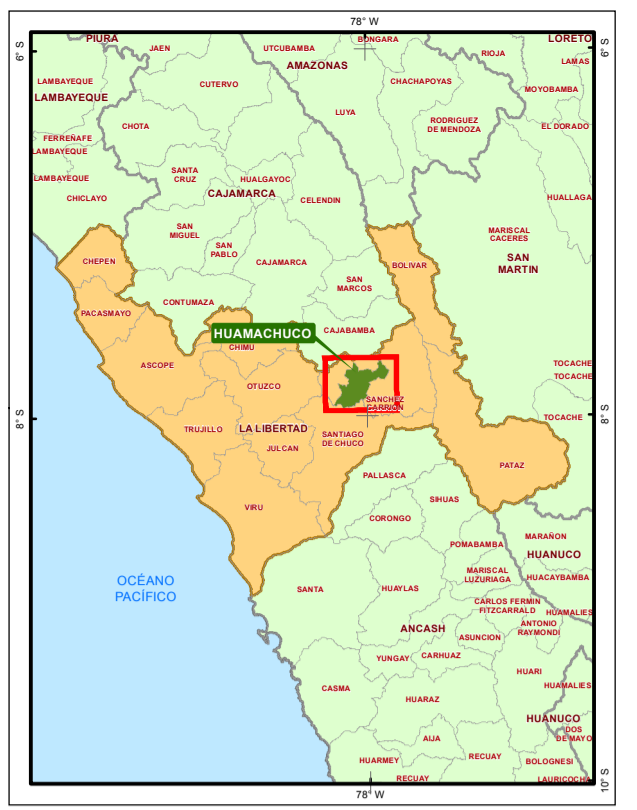 78° W
6° S
6° S
PIURA
JAEN
UTCUBAMBA
BONGARA
RIOJA
LORETO
LAMAS
AMAZONAS
LAMBAYEQUE
CUTERVO
CHACHAPOYAS
MOYOBAMBA
LAMBAYEQUE
LUYA
CHOTA
RODRIGUEZ
DE MENDOZA
EL DORADO
FERREÑAFE
LAMBAYEQUE
SANTA
CRUZ
HUALGAYOC
LAMBAYEQUE
CAJAMARCA
CHICLAYO
CELENDIN
HUALLAGA
SAN
MIGUEL
MARISCAL
CACERES
SAN
PABLO
SAN
MARTIN
CHEPEN
CAJAMARCA
BOLIVAR
SAN
MARCOS
CONTUMAZA
PACASMAYO
CAJABAMBA
HUAMACHUCO
CHIMU
ASCOPE
TOCACHE
TOCACHE
OTUZCO
SANCHEZ
CARRION
TOCACHE
8° S
8° S
TRUJILLO
LA LIBERTAD
SANTIAGO
DE CHUCO
JULCAN
PATAZ
PALLASCA
VIRU
SIHUAS
CORONGO
MARAÑON
POMABAMBA
HUANUCO
OCÉANO
PACÍFICO
SANTA
HUAYLAS
MARISCAL
LUZURIAGA
HUACAYBAMBA
CARLOS FERMIN
FITZCARRALD
HUAMALIES
ANCASH
ANTONIO
RAYMONDI
ASUNCION
YUNGAY
CARHUAZ
HUARI
CASMA
HUAMALIES
HUARAZ
HUANUCO
DOS
DE MAYO
AIJA
HUARMEY
RECUAY
BOLOGNESI
RECUAY
LAURICOCHA
10° S
78° W